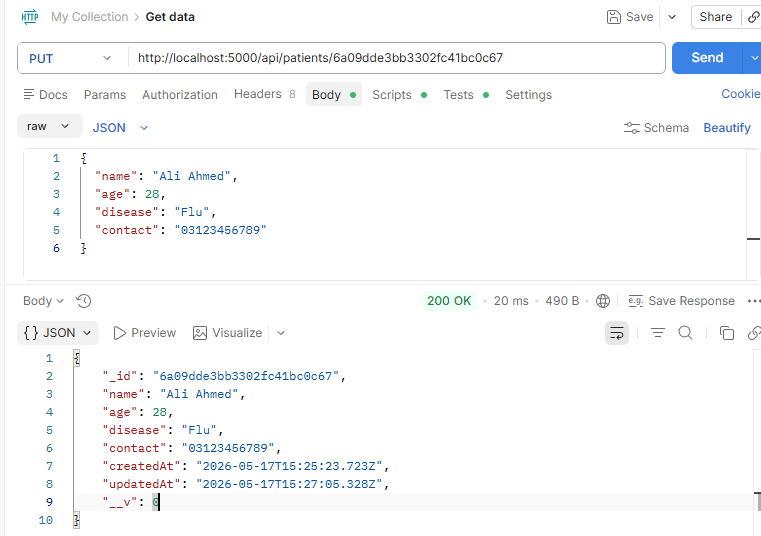 HTTP My Collection > Get data Save Share
PUT http://localhost:5000/api/patients/6a09dde3bb3302fc41bc0c67 Send
Docs Params Authorization Headers 8 Body Scripts Tests Settings Cookie
raw JSON Schema Beautify
1 {
2 "name": "Ali Ahmed",
3 "age": 28,
4 "disease": "Flu",
5 "contact": "03123456789"
6 }
Body 200 OK • 20 ms • 490 B • e.g. Save Response •••
{ } JSON Preview Visualize
1 {
2 "_id": "6a09dde3bb3302fc41bc0c67",
3 "name": "Ali Ahmed",
4 "age": 28,
5 "disease": "Flu",
6 "contact": "03123456789",
7 "createdAt": "2026-05-17T15:25:23.723Z",
8 "updatedAt": "2026-05-17T15:27:05.328Z",
9 "__v": 0
10 }